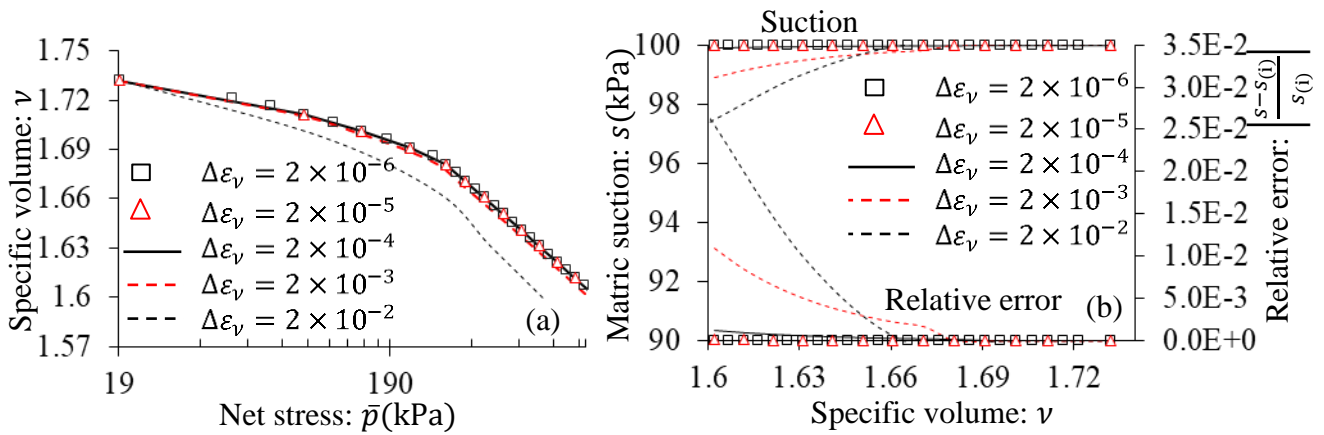 1.75
1.72
1.69
1.66
1.63
1.6
1.57
Specific volume: ν
Δε_ν = 2 × 10⁻⁶
Δε_ν = 2 × 10⁻⁵
Δε_ν = 2 × 10⁻⁴
Δε_ν = 2 × 10⁻³
Δε_ν = 2 × 10⁻²
(a)
19
190
Net stress: p̄(kPa)
Suction
100
98
96
94
92
90
Matric suction: s(kPa)
Δε_ν = 2 × 10⁻⁶
Δε_ν = 2 × 10⁻⁵
Δε_ν = 2 × 10⁻⁴
Δε_ν = 2 × 10⁻³
Δε_ν = 2 × 10⁻²
Relative error
(b)
1.6
1.63
1.66
1.69
1.72
Specific volume: ν
3.5E-2
3.0E-2
2.5E-2
2.0E-2
1.5E-2
1.0E-2
5.0E-3
0.0E+0
Relative error: |s−s_(i)/ s_(i)|